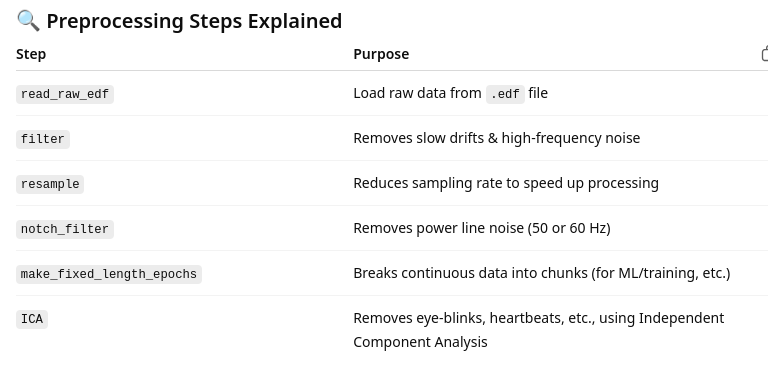 🔍 Preprocessing Steps Explained
Step Purpose
read_raw_edf Load raw data from .edf file
filter Removes slow drifts & high-frequency noise
resample Reduces sampling rate to speed up processing
notch_filter Removes power line noise (50 or 60 Hz)
make_fixed_length_epochs Breaks continuous data into chunks (for ML/training, etc.)
ICA Removes eye-blinks, heartbeats, etc., using Independent
Component Analysis